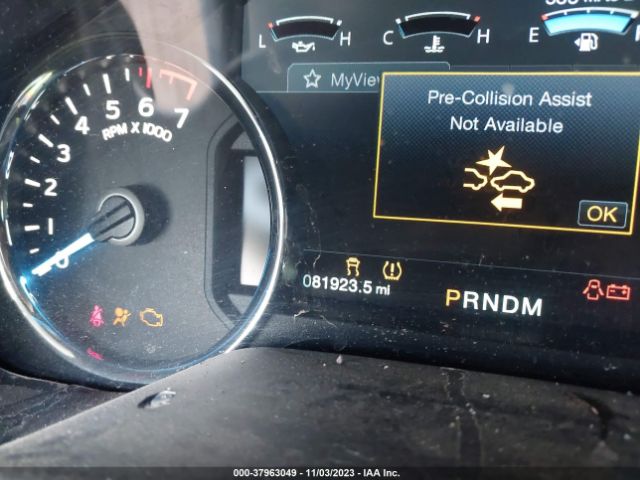 L H
C H
E
MyView
Pre-Collision Assist
Not Available
OK
0 1 2 3 4 5 6 7
RPM X 1000
081923.5 mi
PRNDM
000-37963049 - 11/03/2023 - IAA Inc.